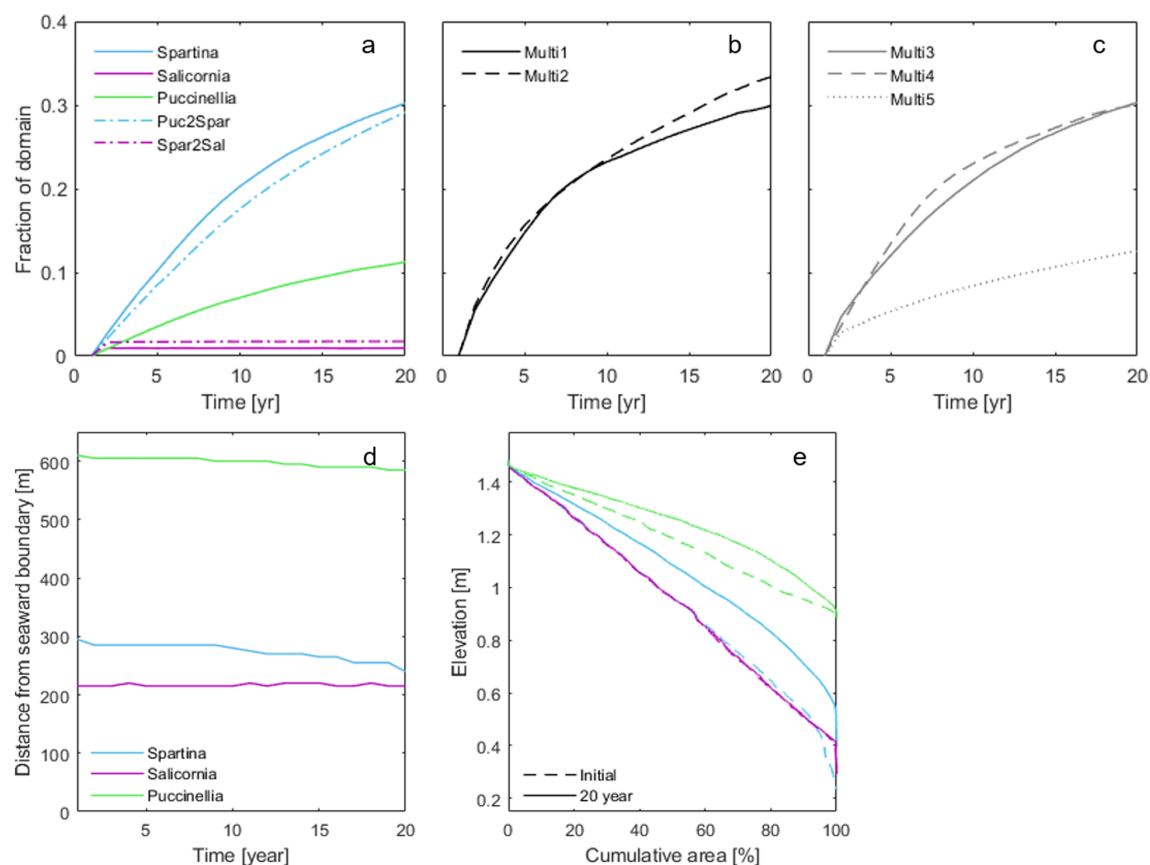 0.4
0.3
0.2
0.1
0
Fraction of domain
a
Spartina
Salicornia
Puccinellia
Puc2Spar
Spar2Sal
0 5 10 15 20
Time [yr]
b
Multi1
Multi2
0 5 10 15 20
Time [yr]
c
Multi3
Multi4
Multi5
0 5 10 15 20
Time [yr]
600
500
400
300
200
100
0
Distance from seaward boundary [m]
d
Spartina
Salicornia
Puccinellia
5 10 15 20
Time [year]
1.4
1.2
1
0.8
0.6
0.4
0.2
Elevation [m]
e
Initial
20 year
0 20 40 60 80 100
Cumulative area [%]